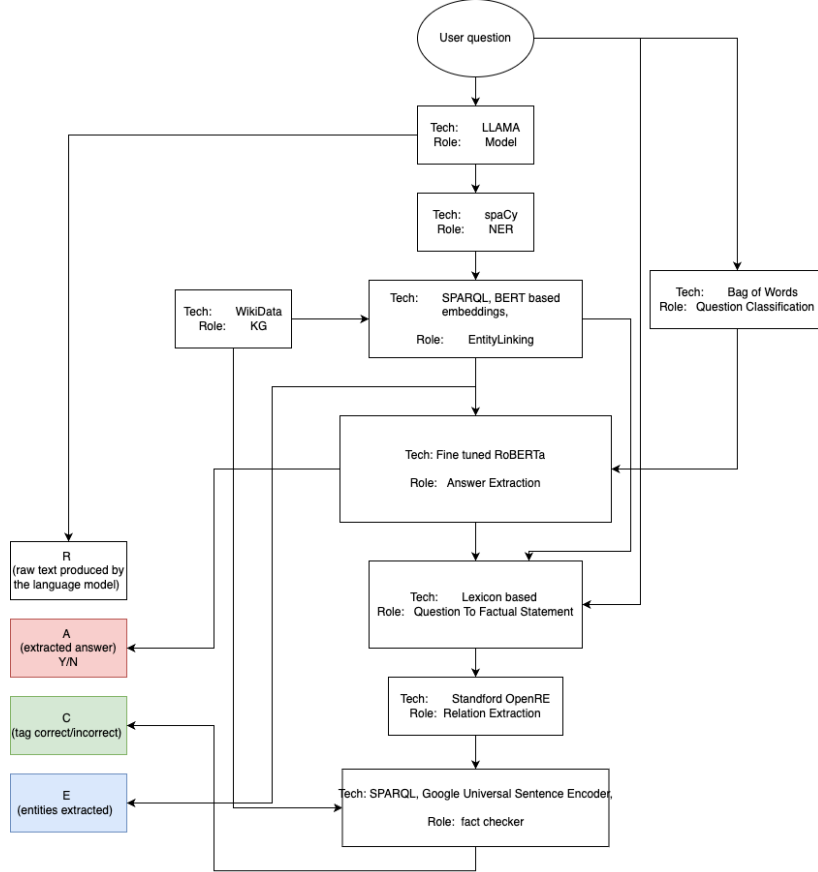 User question
Tech: LLAMA
Role: Model
Tech: spaCy
Role: NER
Tech: WikiData
Role: KG
Tech: SPARQL, BERT based
embeddings,
Role: EntityLinking
Tech: Bag of Words
Role: Question Classification
Tech: Fine tuned RoBERTa
Role: Answer Extraction
R
(raw text produced by
the language model)
Tech: Lexicon based
Role: Question To Factual Statement
A
(extracted answer)
Y/N
Tech: Standford OpenRE
Role: Relation Extraction
C
(tag correct/incorrect)
E
(entities extracted)
Tech: SPARQL, Google Universal Sentence Encoder,
Role: fact checker